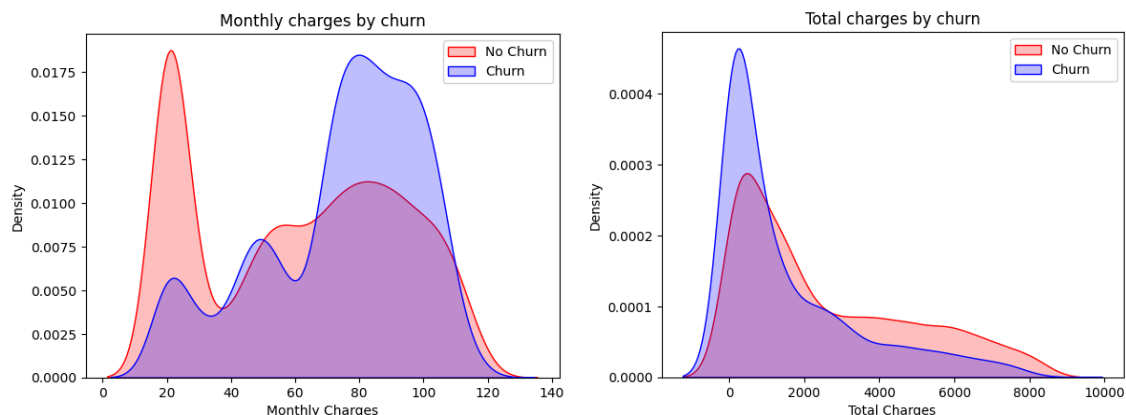 Monthly charges by churn
No Churn
Churn
0.0175
0.0150
0.0125
0.0100
0.0075
0.0050
0.0025
0.0000
Density
0 20 40 60 80 100 120 140
Monthly Charges
Total charges by churn
No Churn
Churn
0.0004
0.0003
0.0002
0.0001
0.0000
Density
0 2000 4000 6000 8000 10000
Total Charges